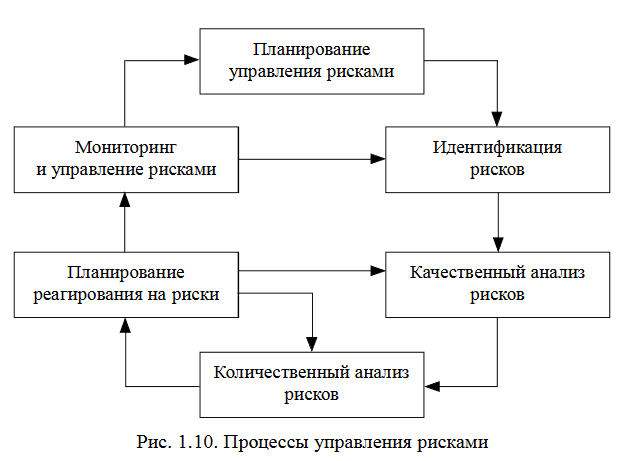 Планирование
управления рисками
Мониторинг
и управление рисками
Идентификация
рисков
Планирование
реагирования на риски
Качественный анализ
рисков
Количественный анализ
рисков
Рис. 1.10. Процессы управления рисками